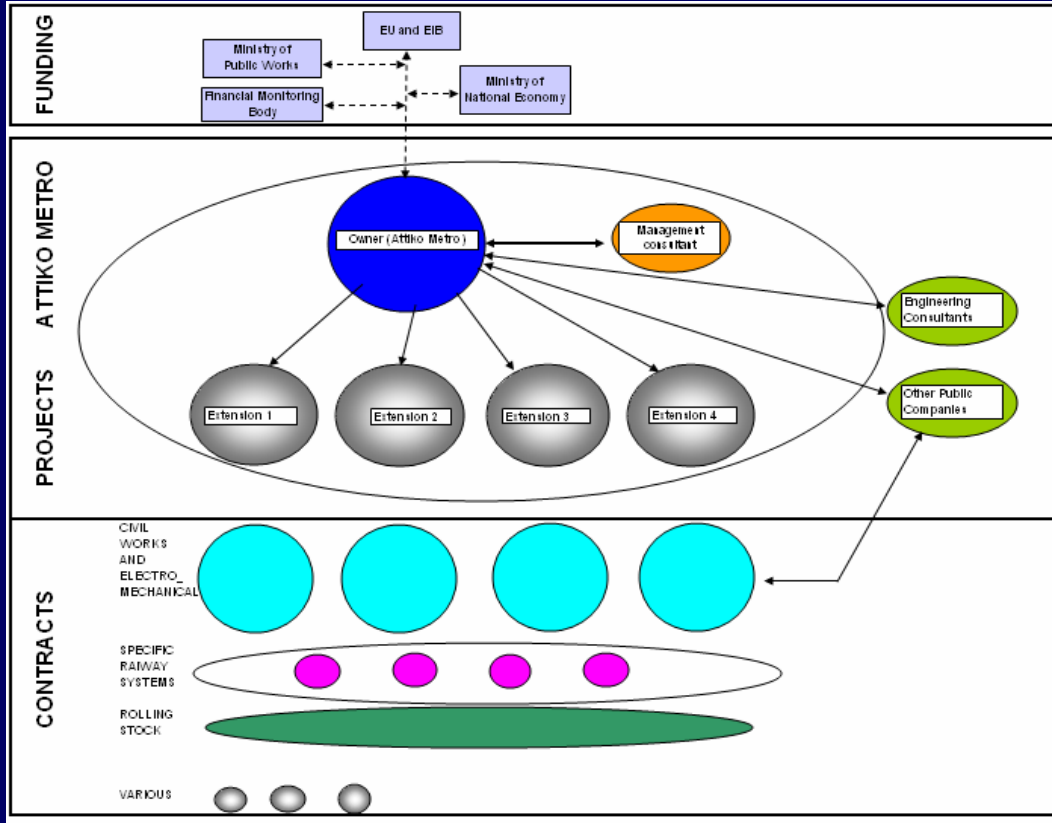 FUNDING
EU and EIB
Ministry of
Public Works
Ministry of
National Economy
Financial Monitoring
Body
ATTIKO METRO
Owner (Attiko Metro)
Management
consultant
Engineering
Consultants
PROJECTS
Extension 1
Extension 2
Extension 3
Extension 4
Other Public
Companies
CONTRACTS
CIVIL
WORKS
AND
ELECTRO_
MECHANICAL
SPECIFIC
RAIWAY
SYSTEMS
ROLLING
STOCK
VARIOUS